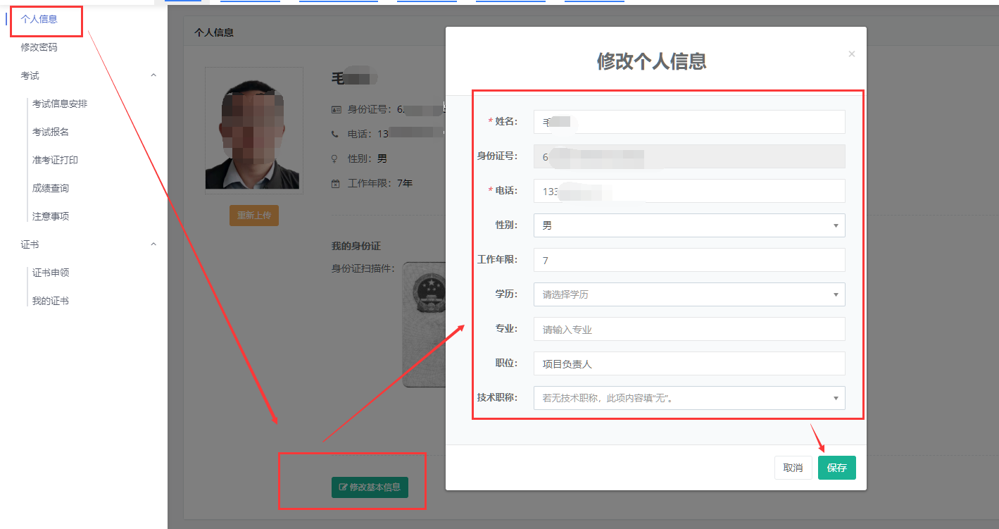 个人信息
修改密码
考试
考试信息安排
考试报名
准考证打印
成绩查询
注意事项
证书
证书申领
我的证书
个人信息
重新上传
毛
身份证号：6
电话：13
性别：男
工作年限：7年
我的身份证
身份证扫描件：
修改基本信息
修改个人信息
×
* 姓名：毛
身份证号：6
* 电话：133
性别：男
工作年限：7
学历：请选择学历
专业：请输入专业
职位：项目负责人
技术职称：若无技术职称，此项内容填“无”。
取消 保存